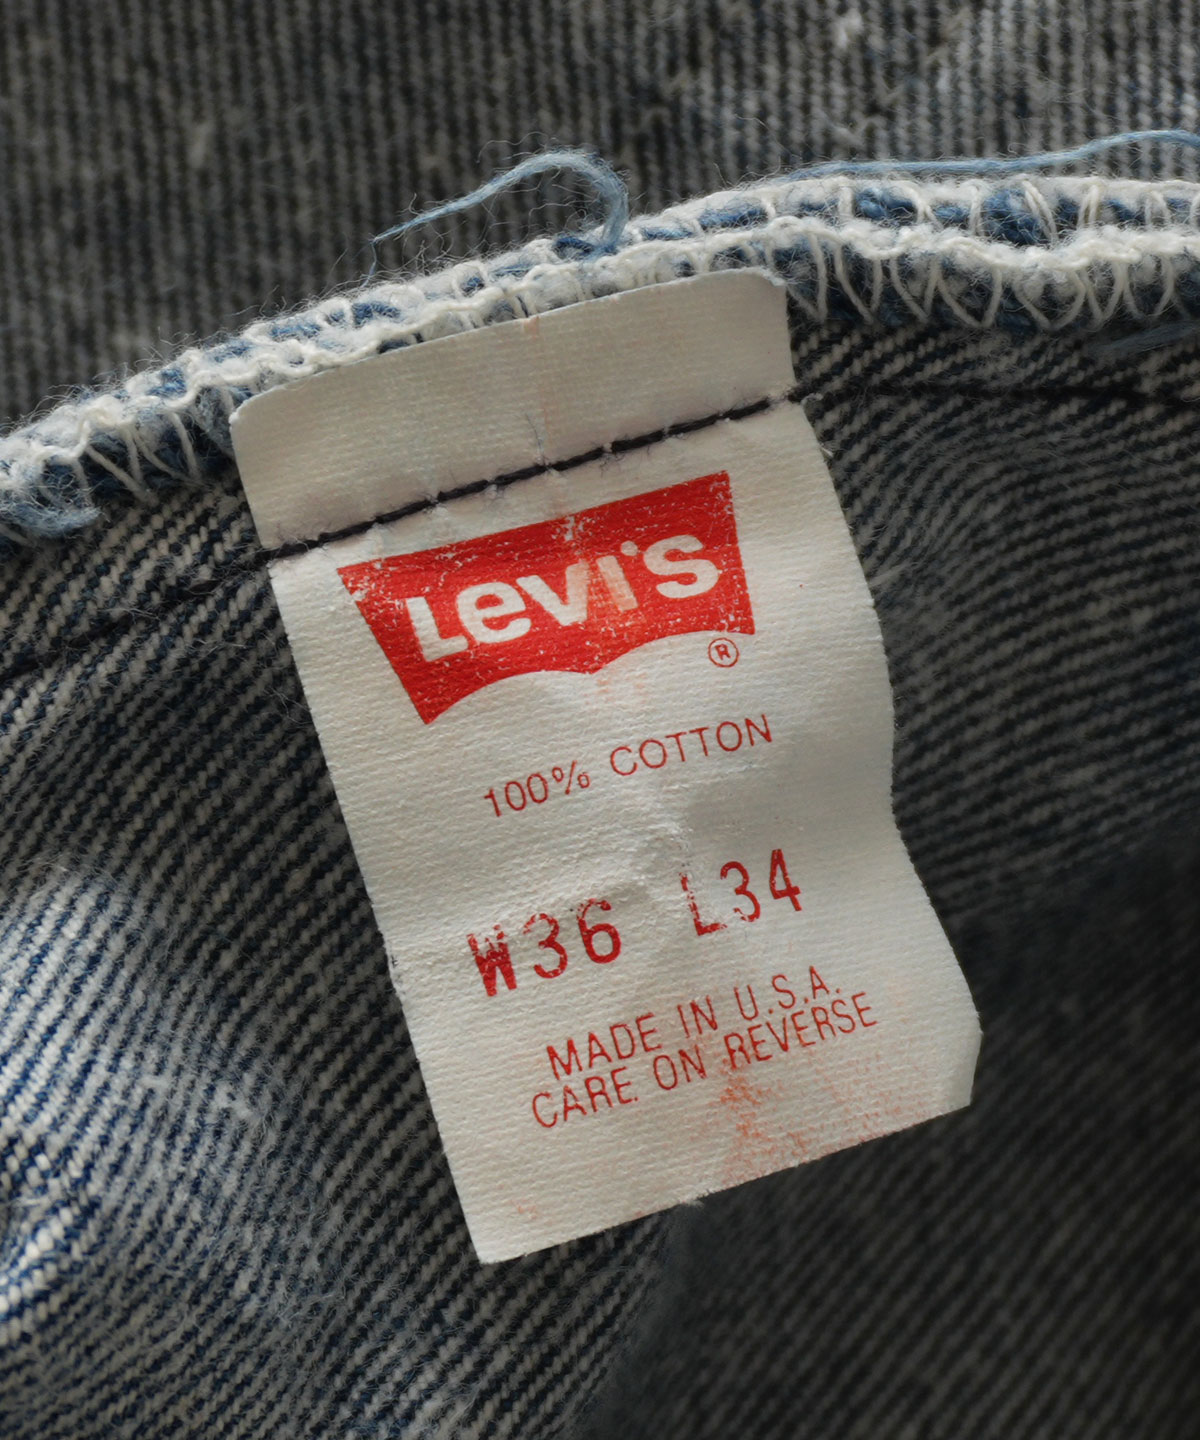 Levi's
®
100% COTTON
W36 L34
MADE IN U.S.A.
CARE ON REVERSE